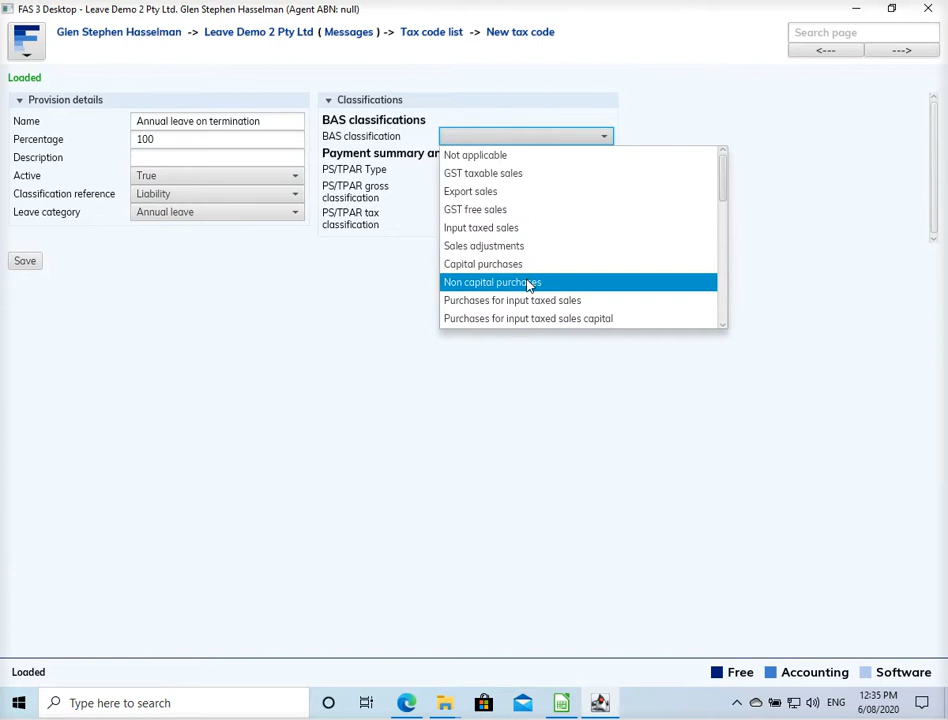 FAS 3 Desktop - Leave Demo 2 Pty Ltd. Glen Stephen Hasselman (Agent ABN: null)
Glen Stephen Hasselman -> Leave Demo 2 Pty Ltd ( Messages ) -> Tax code list -> New tax code
Search page
<--- --->
Loaded
Provision details
Name Annual leave on termination
Percentage 100
Description
Active True
Classification reference Liability
Leave category Annual leave
Save
Classifications
BAS classifications
BAS classification
Payment summary an
PS/TPAR Type
PS/TPAR gross
classification
PS/TPAR tax
classification
Not applicable
GST taxable sales
Export sales
GST free sales
Input taxed sales
Sales adjustments
Capital purchases
Non capital purchases
Purchases for input taxed sales
Purchases for input taxed sales capital
Loaded
Free Accounting Software
Type here to search
ENG
12:35 PM
6/08/2020